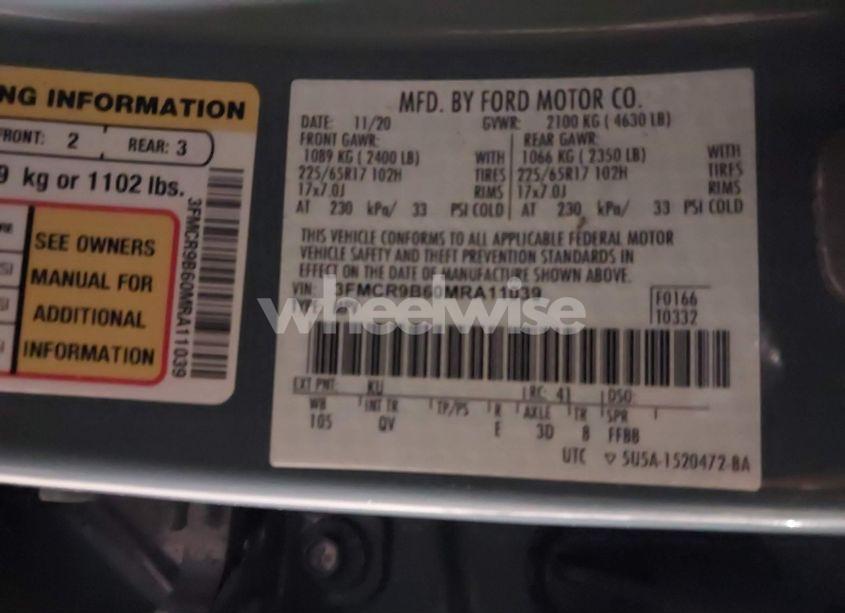 NG INFORMATION
FRONT: 2 REAR: 3
9 kg or 1102 lbs.
SEE OWNERS
MANUAL FOR
ADDITIONAL
INFORMATION
3FMCR9B60MRA11039
MFD. BY FORD MOTOR CO.
DATE: 11/20 GVWR: 2100 KG ( 4630 LB)
FRONT GAWR: REAR GAWR:
1089 KG ( 2400 LB) WITH 1066 KG ( 2350 LB) WITH
225/65R17 102H TIRES 225/65R17 102H TIRES
17x7.0J RIMS 17x7.0J RIMS
AT 230 kPa/ 33 PSI COLD AT 230 kPa/ 33 PSI COLD
THIS VEHICLE CONFORMS TO ALL APPLICABLE FEDERAL MOTOR
VEHICLE SAFETY AND THEFT PREVENTION STANDARDS IN
EFFECT ON THE DATE OF MANUFACTURE SHOWN ABOVE.
VIN: 3FMCR9B60MRA11039
F0166
T0332
wheelwise
EXT PNT: KU RC: 41 DSO:
WB INT TR TP/PS R AXLE TR SPR
105 QV E 3D 8 FFBB
UTC 5U5A-1520472-BA